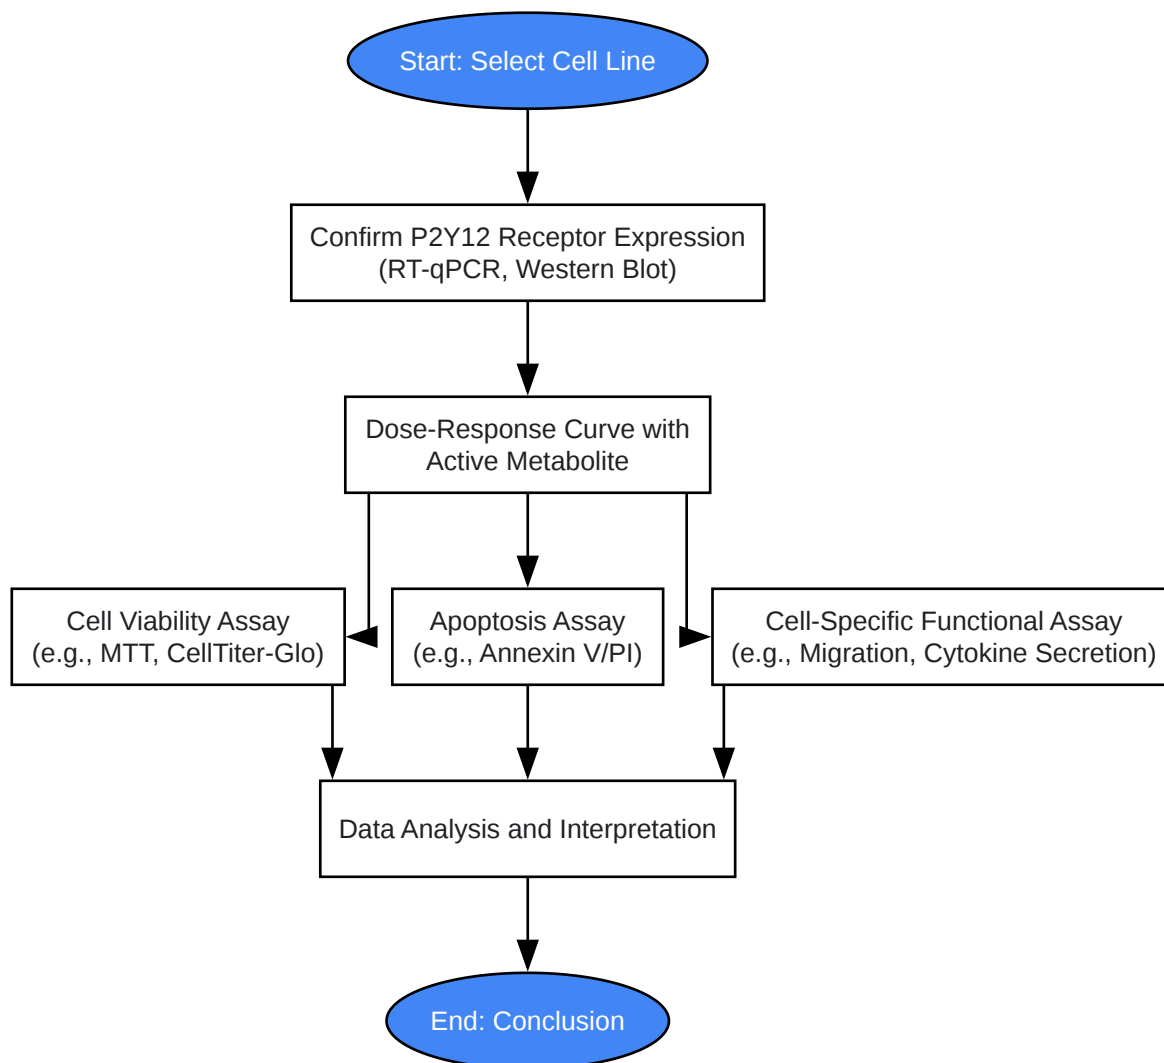 Start: Select Cell Line
Confirm P2Y12 Receptor Expression
(RT-qPCR, Western Blot)
Dose-Response Curve with
Active Metabolite
Cell Viability Assay
(e.g., MTT, CellTiter-Glo)
Apoptosis Assay
(e.g., Annexin V/PI)
Cell-Specific Functional Assay
(e.g., Migration, Cytokine Secretion)
Data Analysis and Interpretation
End: Conclusion